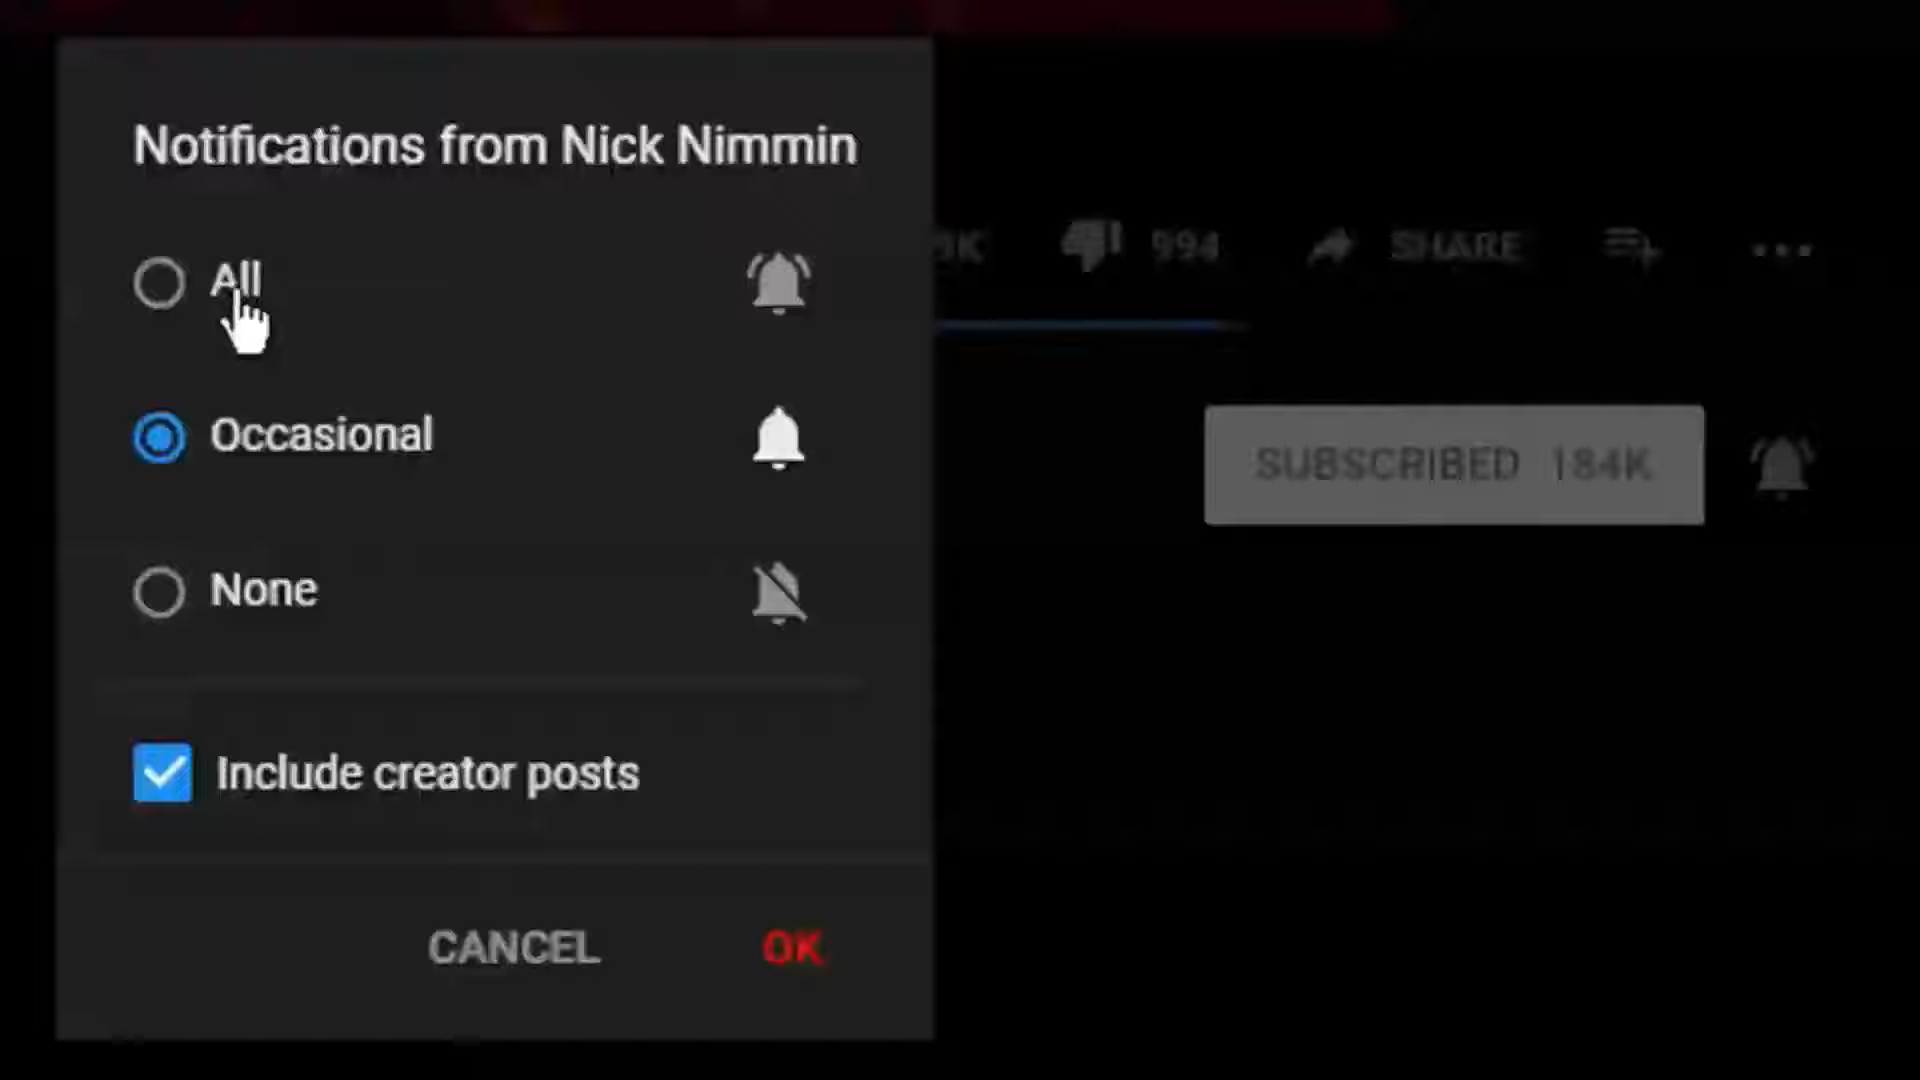 Notifications from Nick Nimmin
All
994
SHARE
Occasional
SUBSCRIBED 184K
None
Include creator posts
CANCEL
OK